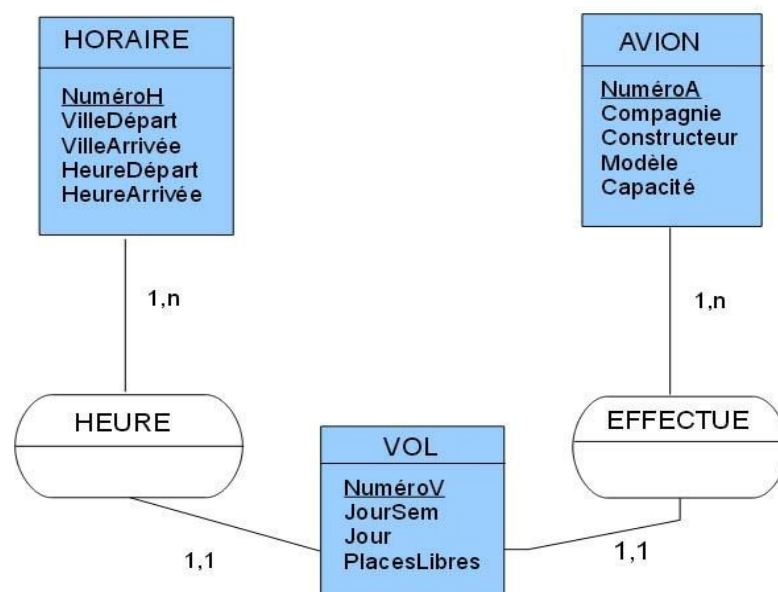 HORAIRE
NuméroH
VilleDépart
VilleArrivée
HeureDépart
HeureArrivée
AVION
NuméroA
Compagnie
Constructeur
Modèle
Capacité
1,n
1,n
HEURE
EFFECTUE
VOL
NuméroV
JourSem
Jour
PlacesLibres
1,1
1,1